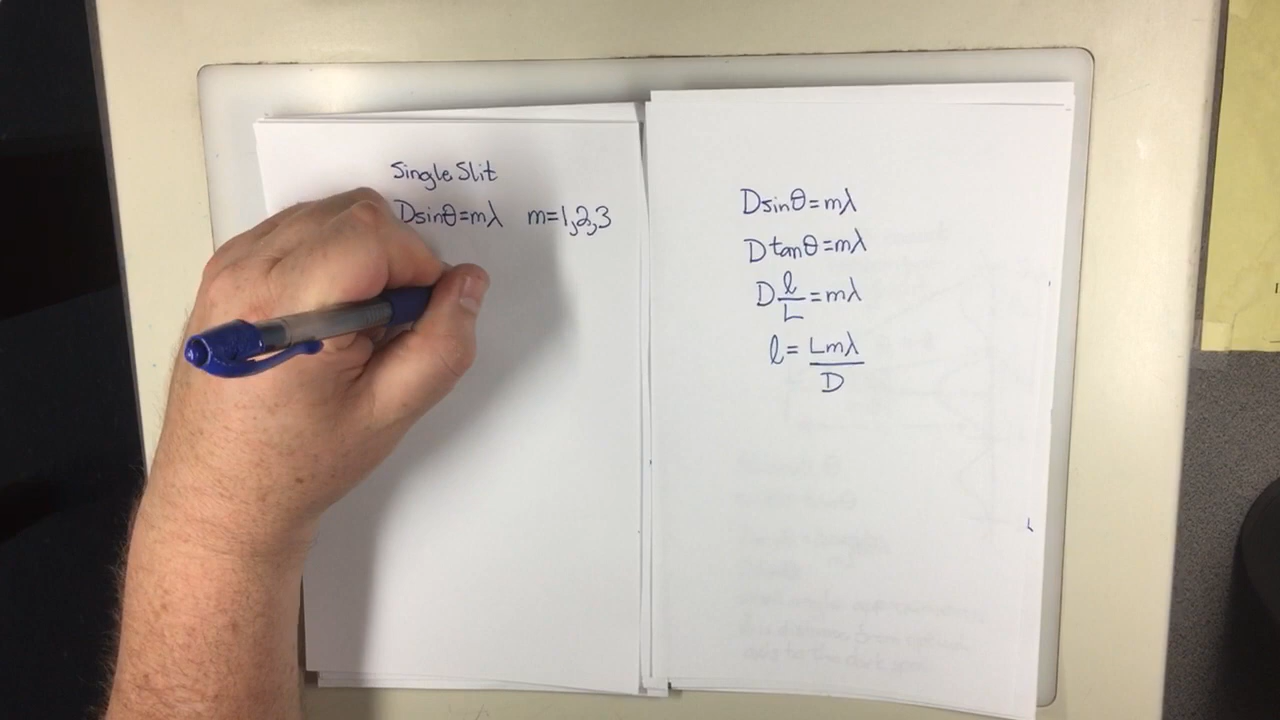 Single Slit
Dsinθ=mλ m=1,2,3
Dsinθ=mλ
Dtanθ=mλ
D l/L=mλ
l=Lmλ/D